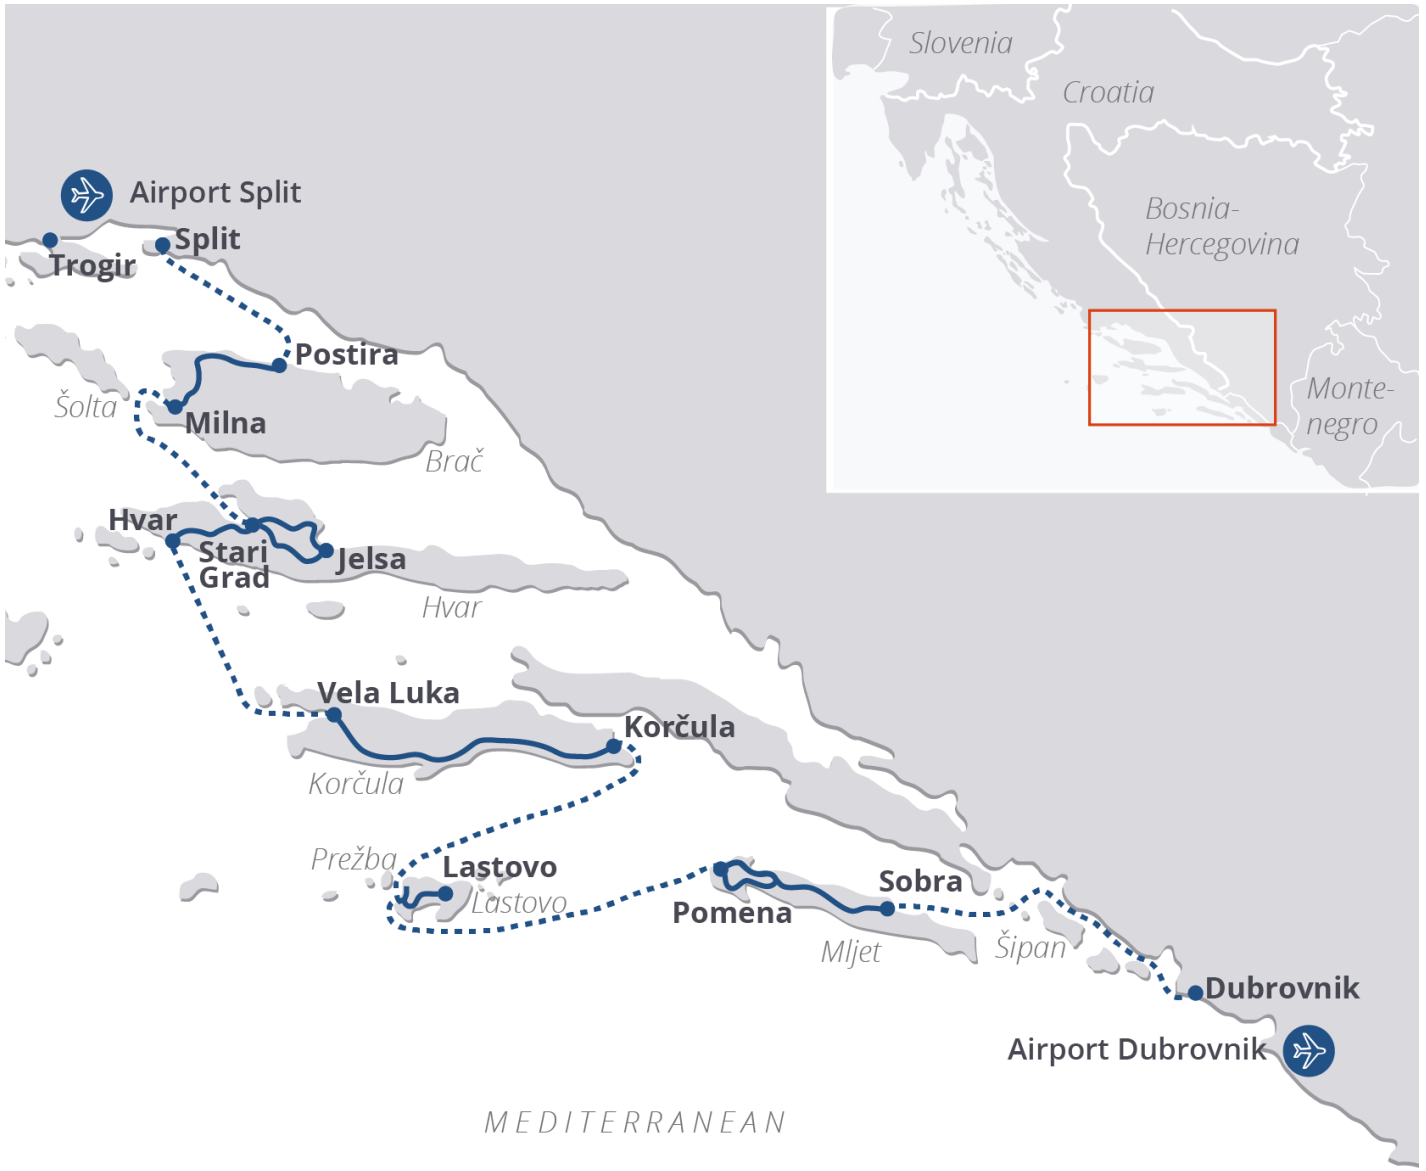 Slovenia
Croatia
Bosnia-
Hercegovina
Monte-
negro
Airport Split
Split
Trogir
Postira
Šolta
Milna
Brač
Hvar
Stari
Grad
Jelsa
Hvar
Vela Luka
Korčula
Korčula
Prežba
Lastovo
Lastovo
Sobra
Pomena
Mljet
Šipan
Dubrovnik
Airport Dubrovnik
MEDITERRANEAN